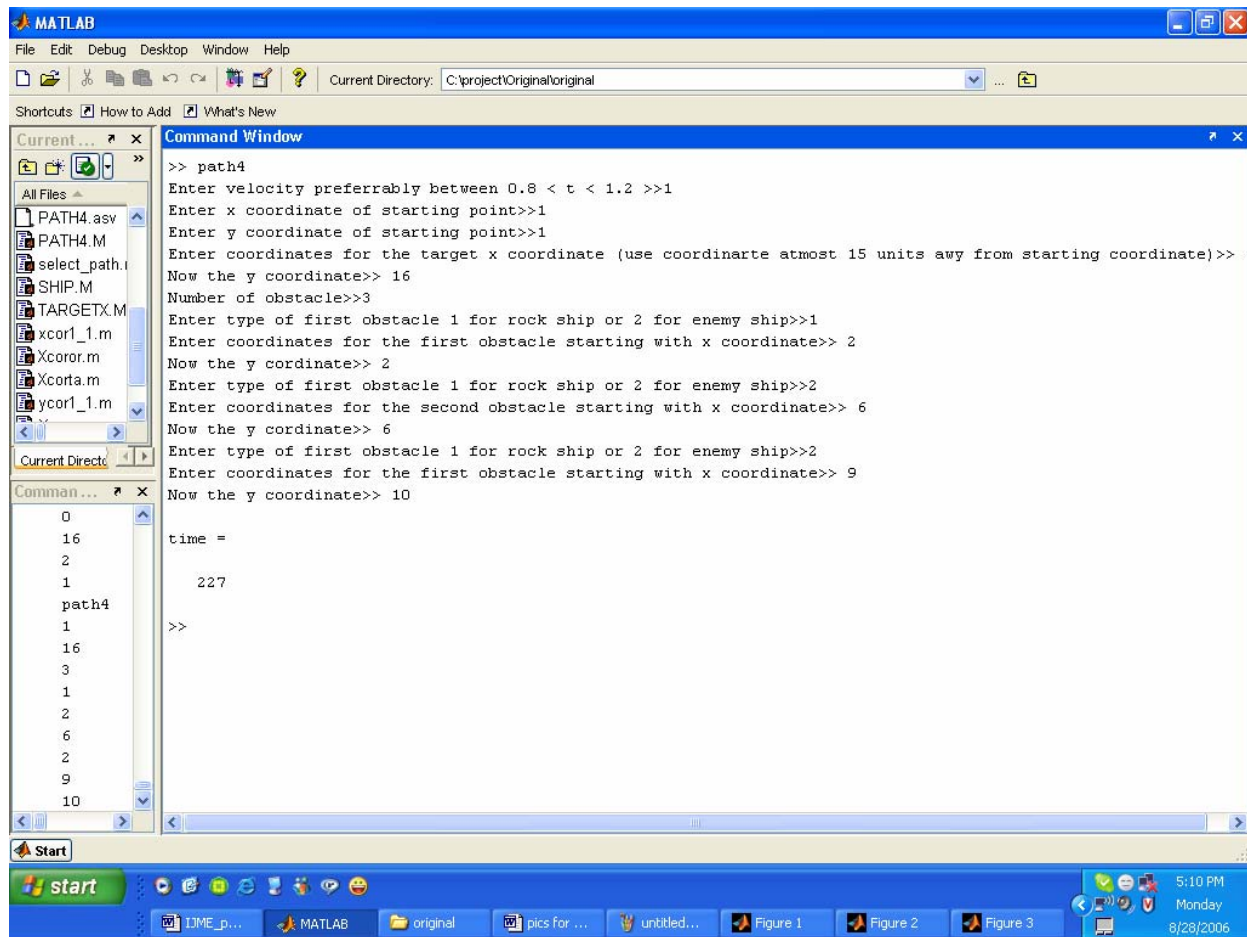 MATLAB
File Edit Debug Desktop Window Help
Current Directory: C:\project\Original\original
Shortcuts How to Add What's New
Current...
All Files
PATH4.asv
PATH4.M
select_path.
SHIP.M
TARGETX.M
xcor1_1.m
Xcoror.m
Xcorta.m
ycor1_1.m
Current Directo
Comman...
0
16
2
1
path4
1
16
3
1
2
6
2
9
10
Command Window
>> path4
Enter velocity preferrably between 0.8 < t < 1.2 >>1
Enter x coordinate of starting point>>1
Enter y coordinate of starting point>>1
Enter coordinates for the target x coordinate (use coordinarte atmost 15 units awy from starting coordinate)>>
Now the y coordinate>> 16
Number of obstacle>>3
Enter type of first obstacle 1 for rock ship or 2 for enemy ship>>1
Enter coordinates for the first obstacle starting with x coordinate>> 2
Now the y cordinate>> 2
Enter type of first obstacle 1 for rock ship or 2 for enemy ship>>2
Enter coordinates for the second obstacle starting with x coordinate>> 6
Now the y cordinate>> 6
Enter type of first obstacle 1 for rock ship or 2 for enemy ship>>2
Enter coordinates for the first obstacle starting with x coordinate>> 9
Now the y coordinate>> 10
time =
227
>>
Start
start
IJME_p...
MATLAB
original
pics for ...
untitled...
Figure 1
Figure 2
Figure 3
5:10 PM
Monday
8/28/2006